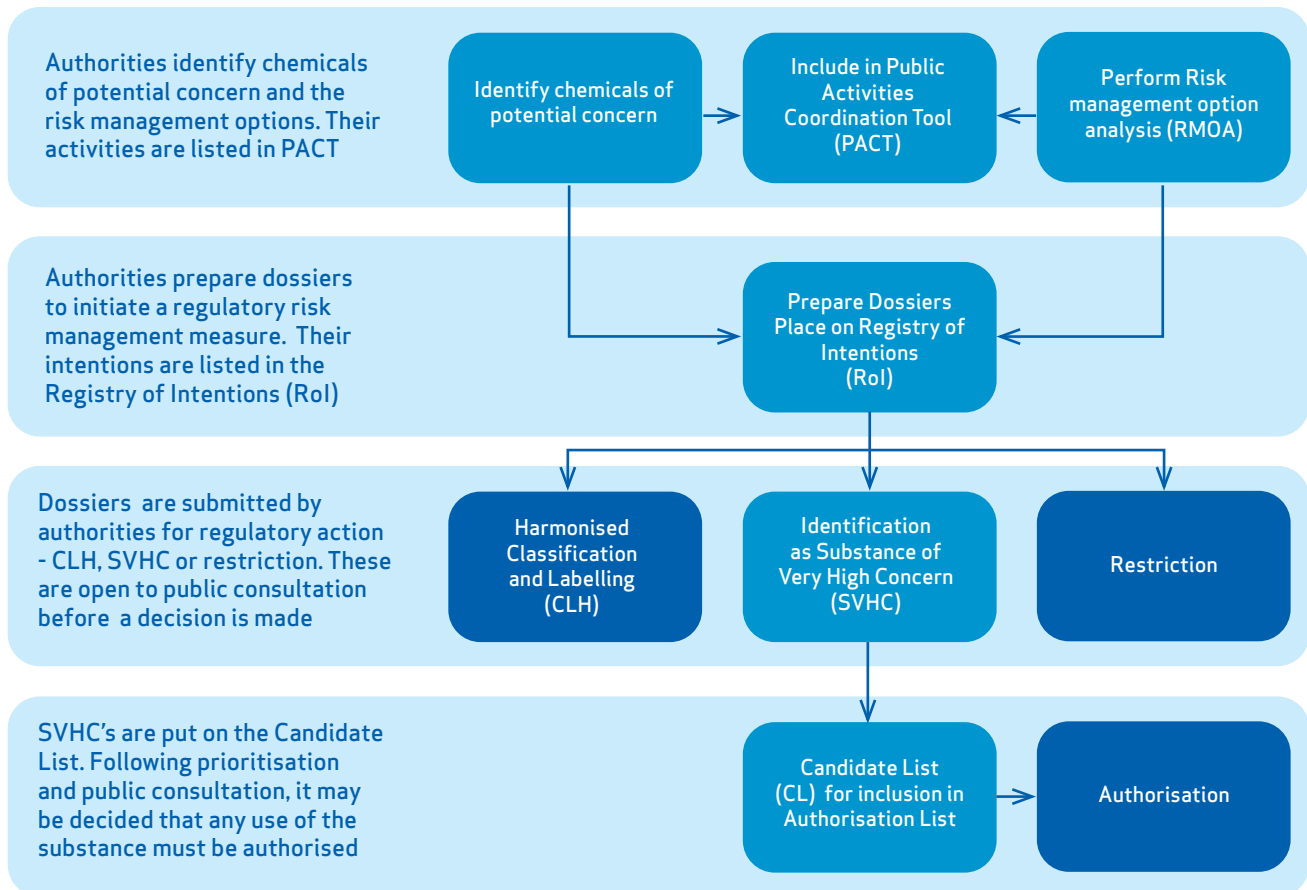 Authorities identify chemicals
of potential concern and the
risk management options. Their
activities are listed in PACT
Identify chemicals of
potential concern
Include in Public
Activities
Coordination Tool
(PACT)
Perform Risk
management option
analysis (RMOA)
Authorities prepare dossiers
to initiate a regulatory risk
management measure. Their
intentions are listed in the
Registry of Intentions (RoI)
Prepare Dossiers
Place on Registry of
Intentions
(RoI)
Dossiers are submitted by
authorities for regulatory action
- CLH, SVHC or restriction. These
are open to public consultation
before a decision is made
Harmonised
Classification
and Labelling
(CLH)
Identification
as Substance of
Very High Concern
(SVHC)
Restriction
SVHC's are put on the Candidate
List. Following prioritisation
and public consultation, it may
be decided that any use of the
substance must be authorised
Candidate List
(CL) for inclusion in
Authorisation List
Authorisation